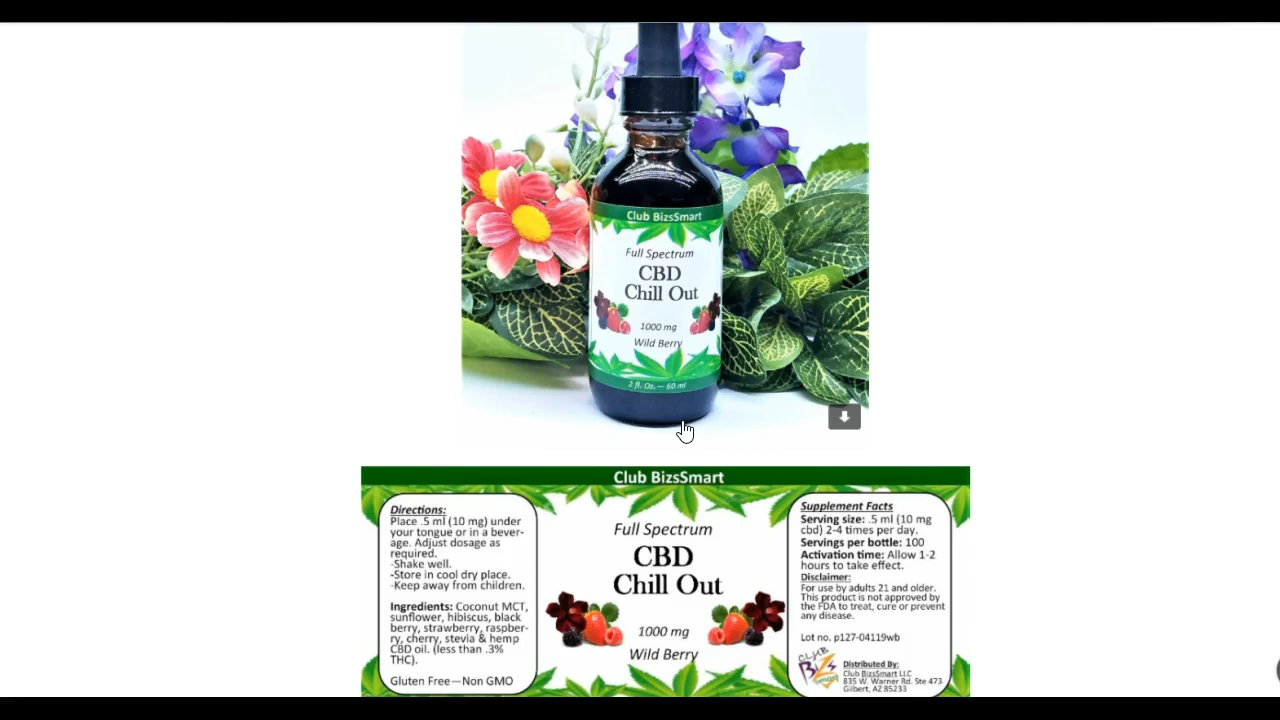 Club BizsSmart
Full Spectrum
CBD
Chill Out
1000 mg
Wild Berry
2 fl. Oz.— 60 ml
Club BizsSmart
Directions:
Place .5 ml (10 mg) under
your tongue or in a bever-
age. Adjust dosage as
required.
-Shake well.
-Store in cool dry place.
-Keep away from children.
Ingredients: Coconut MCT,
sunflower, hibiscus, black
berry, strawberry, raspber-
ry, cherry, stevia & hemp
CBD oil. (less than .3%
THC).
Gluten Free—Non GMO
Full Spectrum
CBD
Chill Out
1000 mg
Wild Berry
Supplement Facts
Serving size: .5 ml (10 mg
cbd) 2-4 times per day.
Servings per bottle: 100
Activation time: Allow 1-2
hours to take effect.
Disclaimer:
For use by adults 21 and older.
This product is not approved by
the FDA to treat, cure or prevent
any disease.
Lot no. p127-04119wb
CLUB
BIZS
Distributed By:
Club BizsSmart LLC
835 W. Warner Rd. Ste 473
Gilbert, AZ 85233